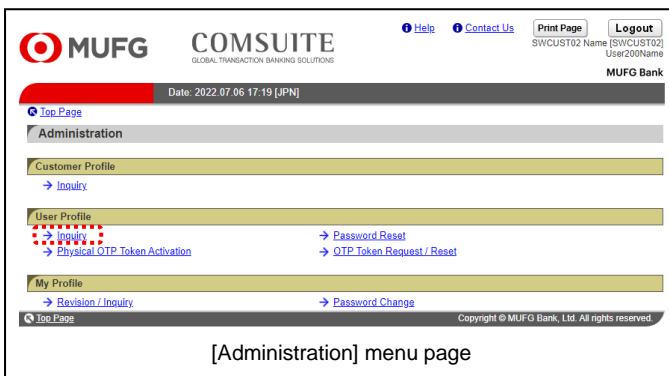 Help Contact Us Print Page Logout
MUFG COMSUITE
GLOBAL TRANSACTION BANKING SOLUTIONS
SWCUST02 Name [SWCUST02]
User200Name
MUFG Bank
Date: 2022.07.06 17:19 [JPN]
Top Page
Administration
Customer Profile
→ Inquiry
User Profile
→ Inquiry → Password Reset
→ Physical OTP Token Activation → OTP Token Request / Reset
My Profile
→ Revision / Inquiry → Password Change
Top Page Copyright © MUFG Bank, Ltd. All rights reserved.
[Administration] menu page